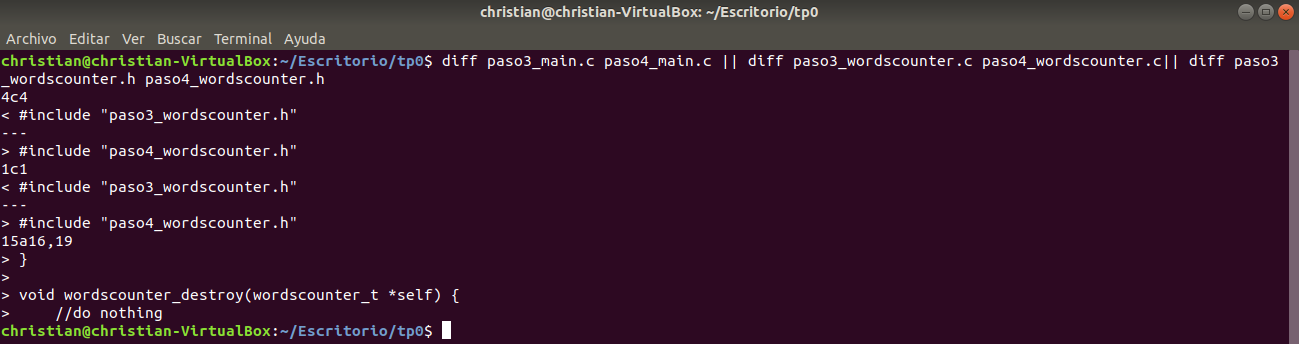 christian@christian-VirtualBox: ~/Escritorio/tp0
Archivo Editar Ver Buscar Terminal Ayuda
christian@christian-VirtualBox:~/Escritorio/tp0$ diff paso3_main.c paso4_main.c || diff paso3_wordscounter.c paso4_wordscounter.c|| diff paso3
_wordscounter.h paso4_wordscounter.h
4c4
< #include "paso3_wordscounter.h"
---
> #include "paso4_wordscounter.h"
1c1
< #include "paso3_wordscounter.h"
---
> #include "paso4_wordscounter.h"
15a16,19
> }
>
> void wordscounter_destroy(wordscounter_t *self) {
>     //do nothing
christian@christian-VirtualBox:~/Escritorio/tp0$